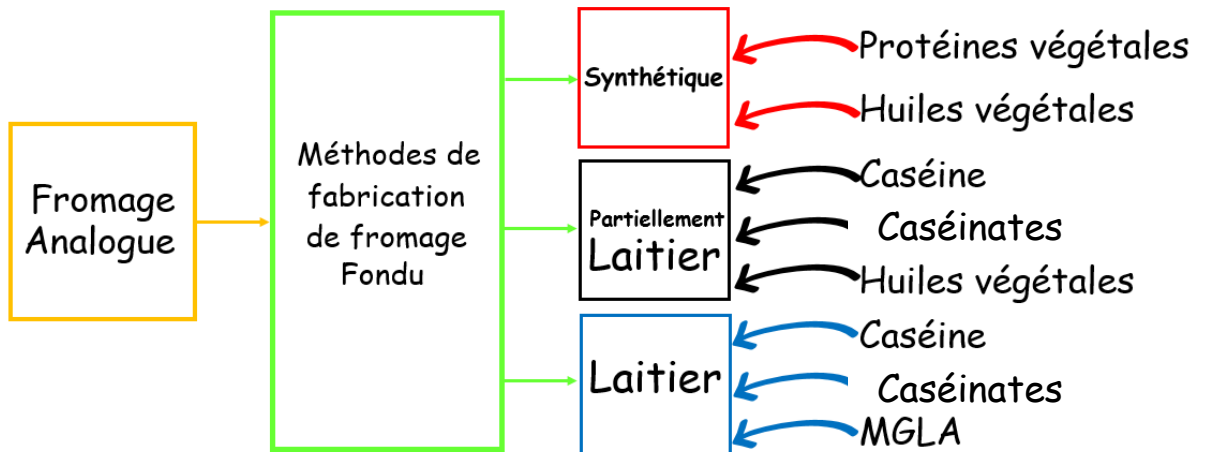 Fromage
Analogue
Méthodes de
fabrication
de fromage
Fondu
Synthétique
Protéines végétales
Huiles végétales
Partiellement
Laitier
Caséine
Caséinates
Huiles végétales
Laitier
Caséine
Caséinates
MGLA